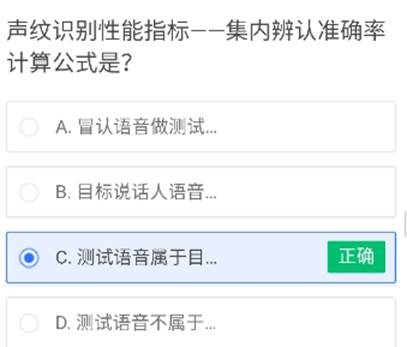 声纹识别性能指标——集内辨认准确率
计算公式是？
A. 冒认语音做测试...
B. 目标说话人语音...
C. 测试语音属于目...
正确
D. 测试语音不属于...